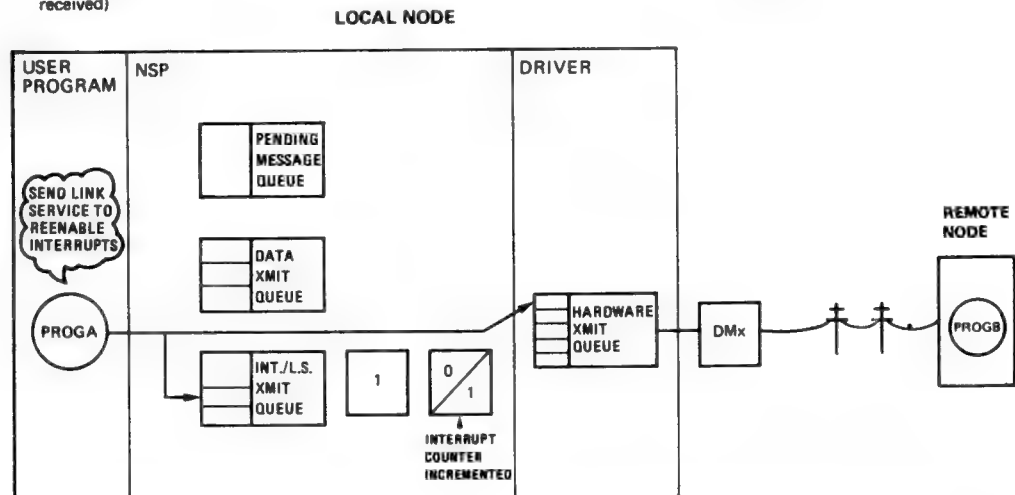 received)
LOCAL NODE
USER
PROGRAM
NSP
DRIVER
PENDING
MESSAGE
QUEUE
SEND LINK
SERVICE TO
REENABLE
INTERRUPTS
DATA
XMIT
QUEUE
REMOTE
NODE
PROGA
HARDWARE
XMIT
QUEUE
DMx
PROGB
INT./L.S.
XMIT
QUEUE
1
0
1
INTERRUPT
COUNTER
INCREMENTED